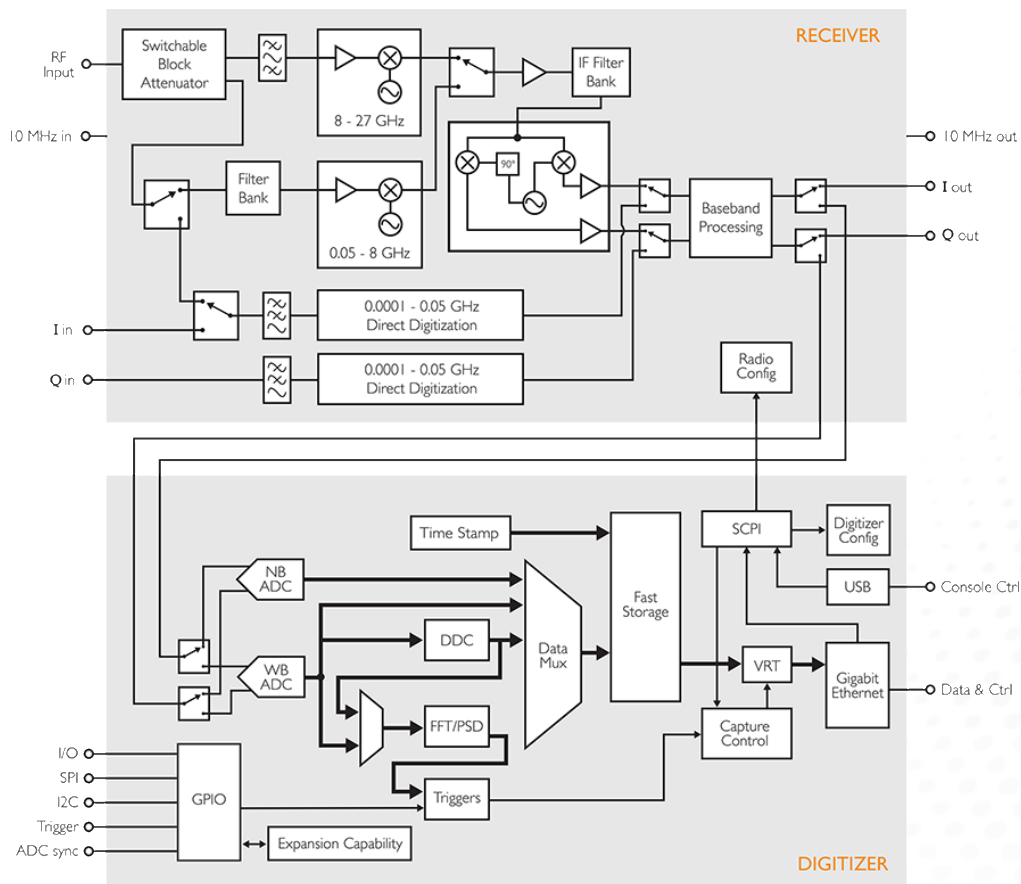 RECEIVER
RF
Input
Switchable
Block
Attenuator
8 - 27 GHz
IF Filter
Bank
10 MHz in
10 MHz out
90°
Filter
Bank
0.05 - 8 GHz
Baseband
Processing
I out
Q out
I in
0.0001 - 0.05 GHz
Direct Digitization
Q in
0.0001 - 0.05 GHz
Direct Digitization
Radio
Config
Time Stamp
SCPI
Digitizer
Config
NB
ADC
Fast
Storage
USB
Console Ctrl
DDC
Data
Mux
WB
ADC
VRT
Gigabit
Ethernet
Data & Ctrl
FFT/PSD
Capture
Control
I/O
SPI
I2C
Trigger
ADC sync
GPIO
Triggers
Expansion Capability
DIGITIZER